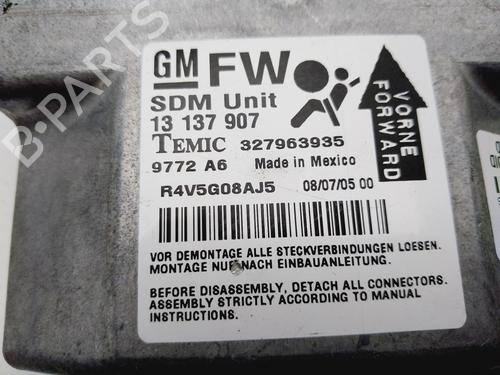 GM FW
SDM Unit
13 137 907
TEMIC 327963935
9772 A6 Made in Mexico
R4V5G08AJ5 08/07/05 00
VORNE
FORWARD
VOR DEMONTAGE ALLE STECKVERBINDUNGEN LOESEN.
MONTAGE NUR NACH EINBAUANLEITUNG.
BEFORE DISASSEMBLY, DETACH ALL CONNECTORS.
ASSEMBLY STRICTLY ACCORDING TO MANUAL
INSTRUCTIONS.
B-PARTS